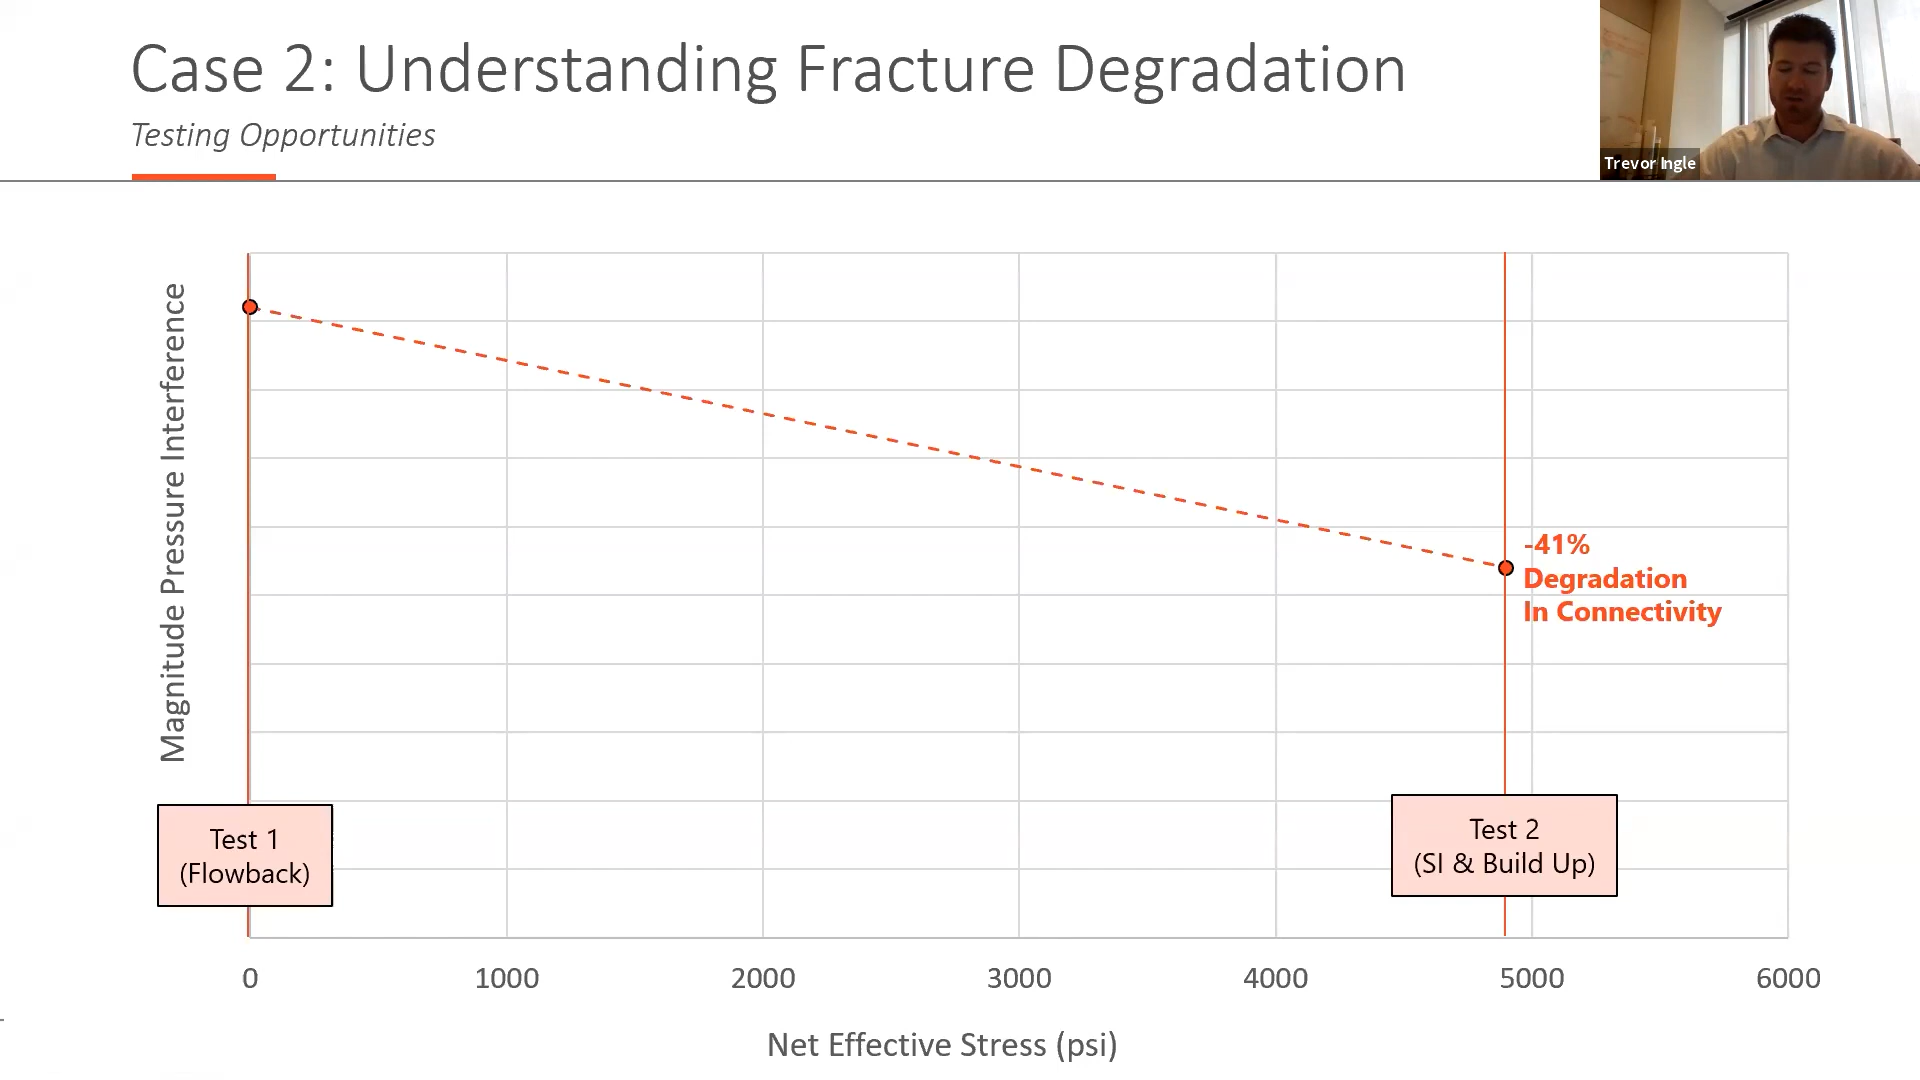 Case 2: Understanding Fracture Degradation
Testing Opportunities
Trevor Ingle
Magnitude Pressure Interference
-41%
Degradation
In Connectivity
Test 1
(Flowback)
Test 2
(SI & Build Up)
0 1000 2000 3000 4000 5000 6000
Net Effective Stress (psi)